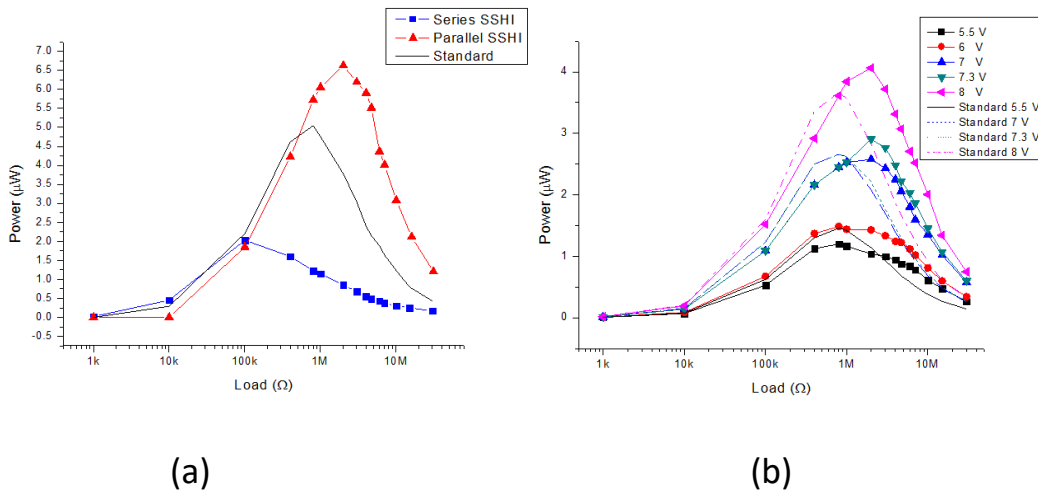 Series SSHI
Parallel SSHI
Standard
7.0
6.5
6.0
5.5
5.0
4.5
4.0
3.5
3.0
2.5
2.0
1.5
1.0
0.5
0.0
-0.5
Power (µW)
1k 10k 100k 1M 10M
Load (Ω)
(a)
5.5 V
6 V
7 V
7.3 V
8 V
Standard 5.5 V
Standard 7 V
Standard 7.3 V
Standard 8 V
4
3
2
1
0
Power (µW)
1k 10k 100k 1M 10M
Load (Ω)
(b)